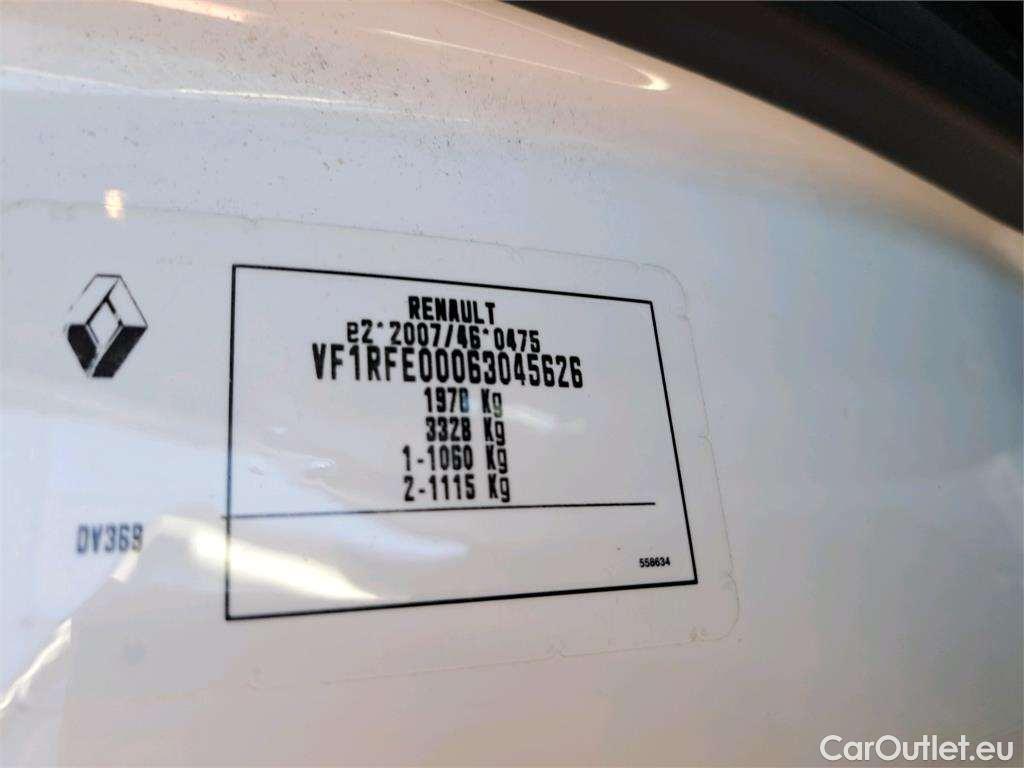 RENAULT
e2*2007/46*0475
VF1RFE00063045626
1978 Kg
3328 Kg
1-1060 Kg
2-1115 Kg
DV369
558634
CarOutlet.eu